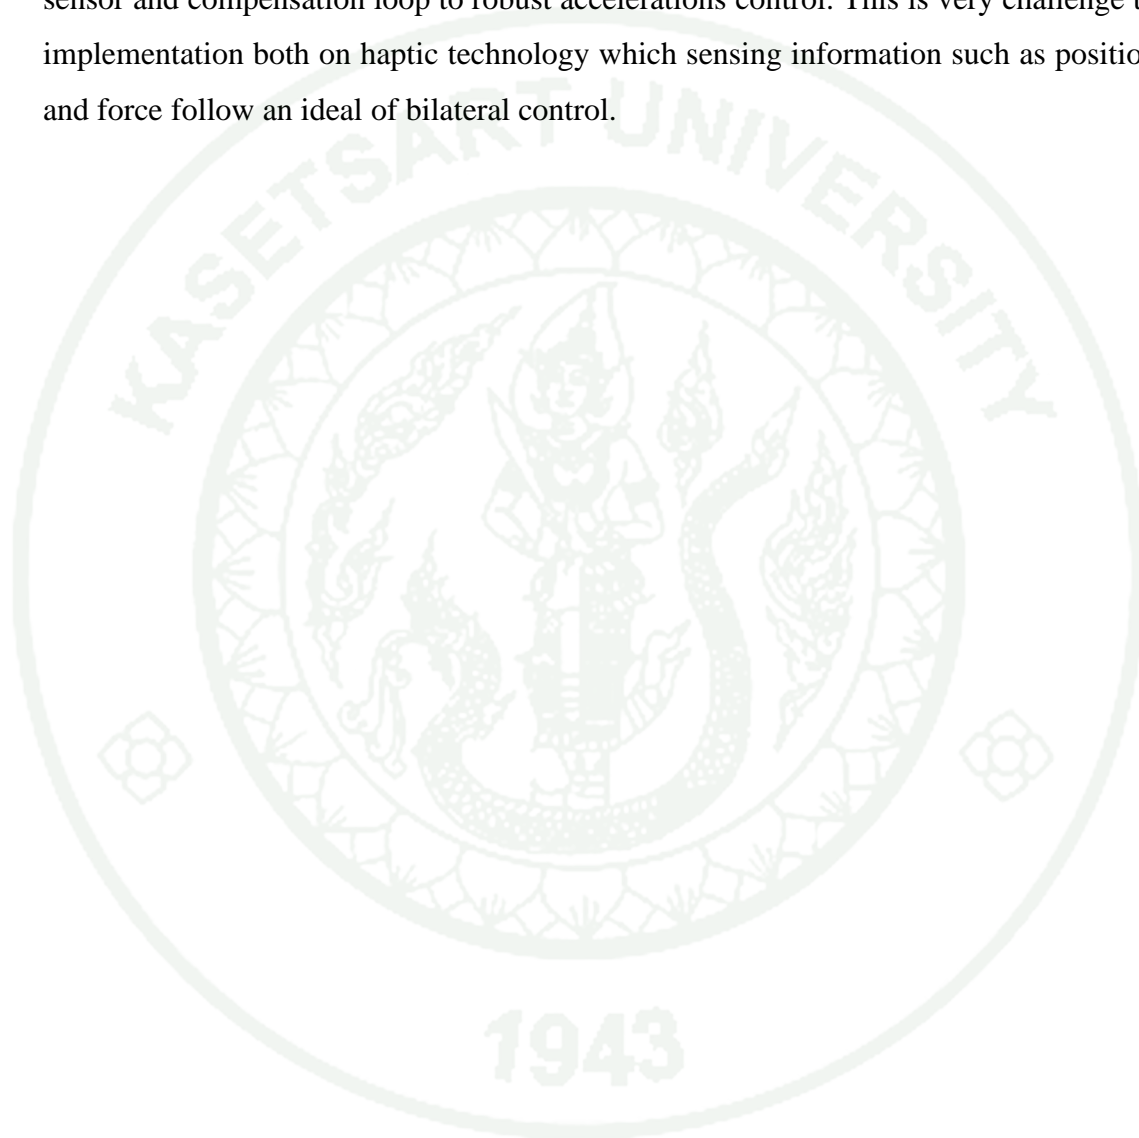 sensor and compensation loop to robust accelerations control. This is very challenge
implementation both on haptic technology which sensing information such as positio
and force follow an ideal of bilateral control.
KASETSART UNIVERSITY
1943